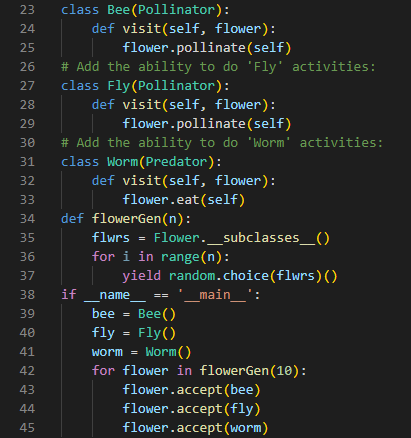 23 class Bee(Pollinator):
24     def visit(self, flower):
25         flower.pollinate(self)
26 # Add the ability to do 'Fly' activities:
27 class Fly(Pollinator):
28     def visit(self, flower):
29         flower.pollinate(self)
30 # Add the ability to do 'Worm' activities:
31 class Worm(Predator):
32     def visit(self, flower):
33         flower.eat(self)
34 def flowerGen(n):
35     flwrs = Flower.__subclasses__()
36     for i in range(n):
37         yield random.choice(flwrs)()
38 if __name__ == '__main__':
39     bee = Bee()
40     fly = Fly()
41     worm = Worm()
42     for flower in flowerGen(10):
43         flower.accept(bee)
44         flower.accept(fly)
45         flower.accept(worm)